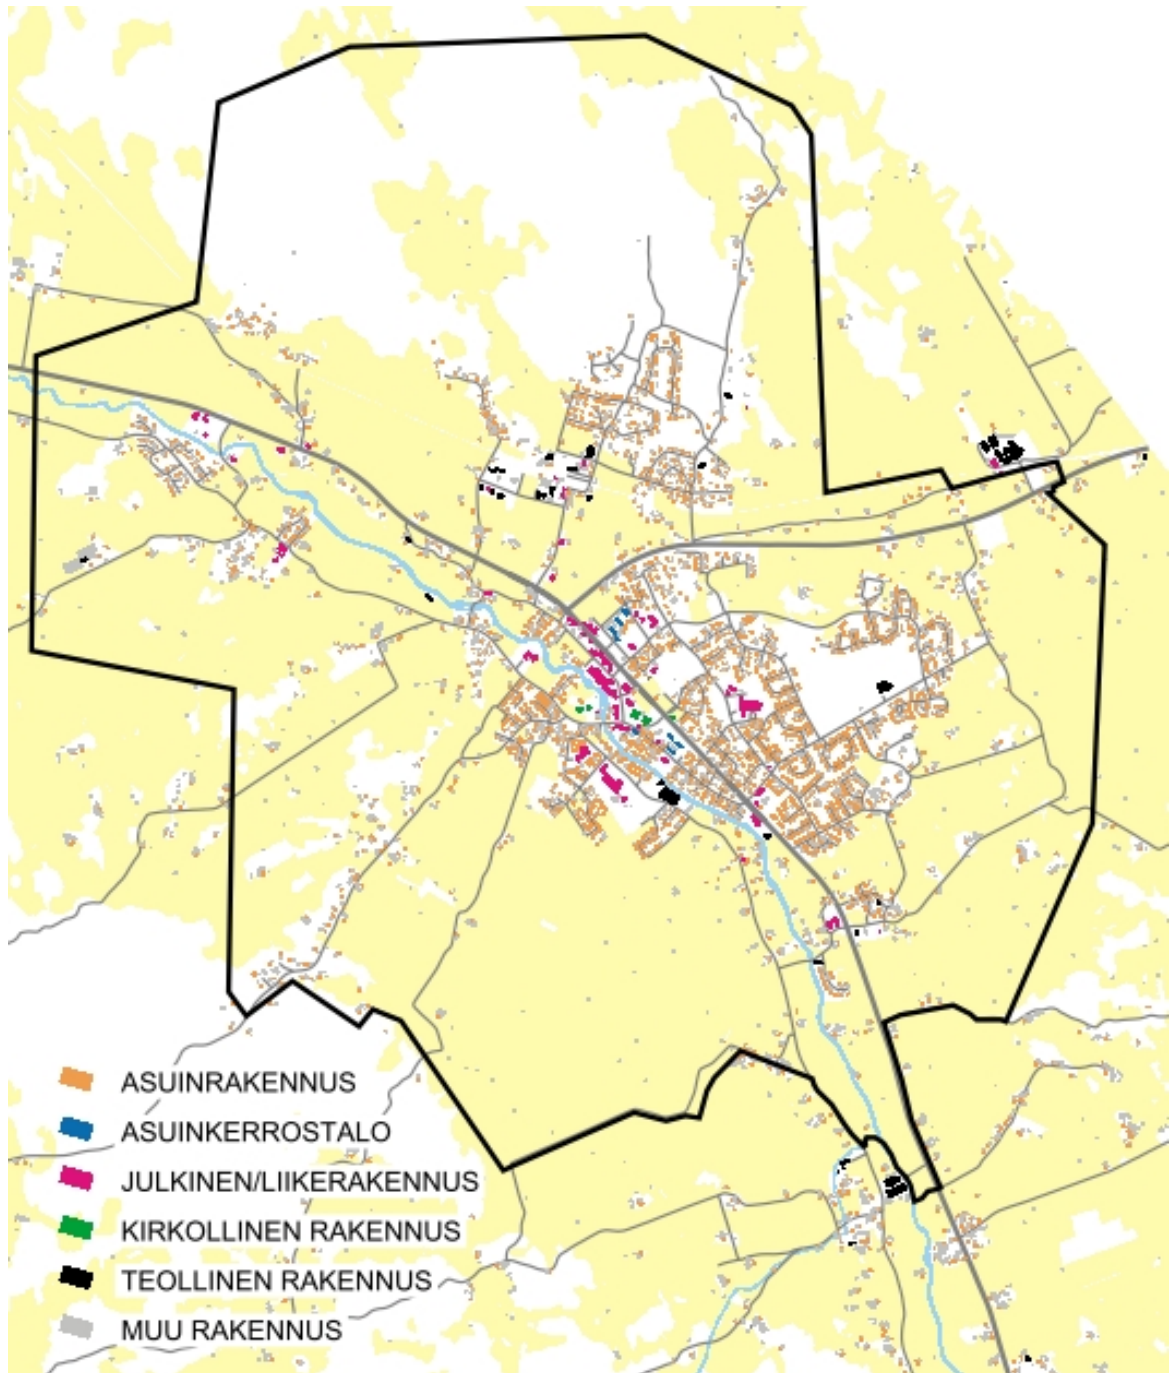 ASUINRAKENNUS
ASUINKERROSTALO
JULKINEN/LIIKERAKENNUS
KIRKOLLINEN RAKENNUS
TEOLLINEN RAKENNUS
MUU RAKENNUS